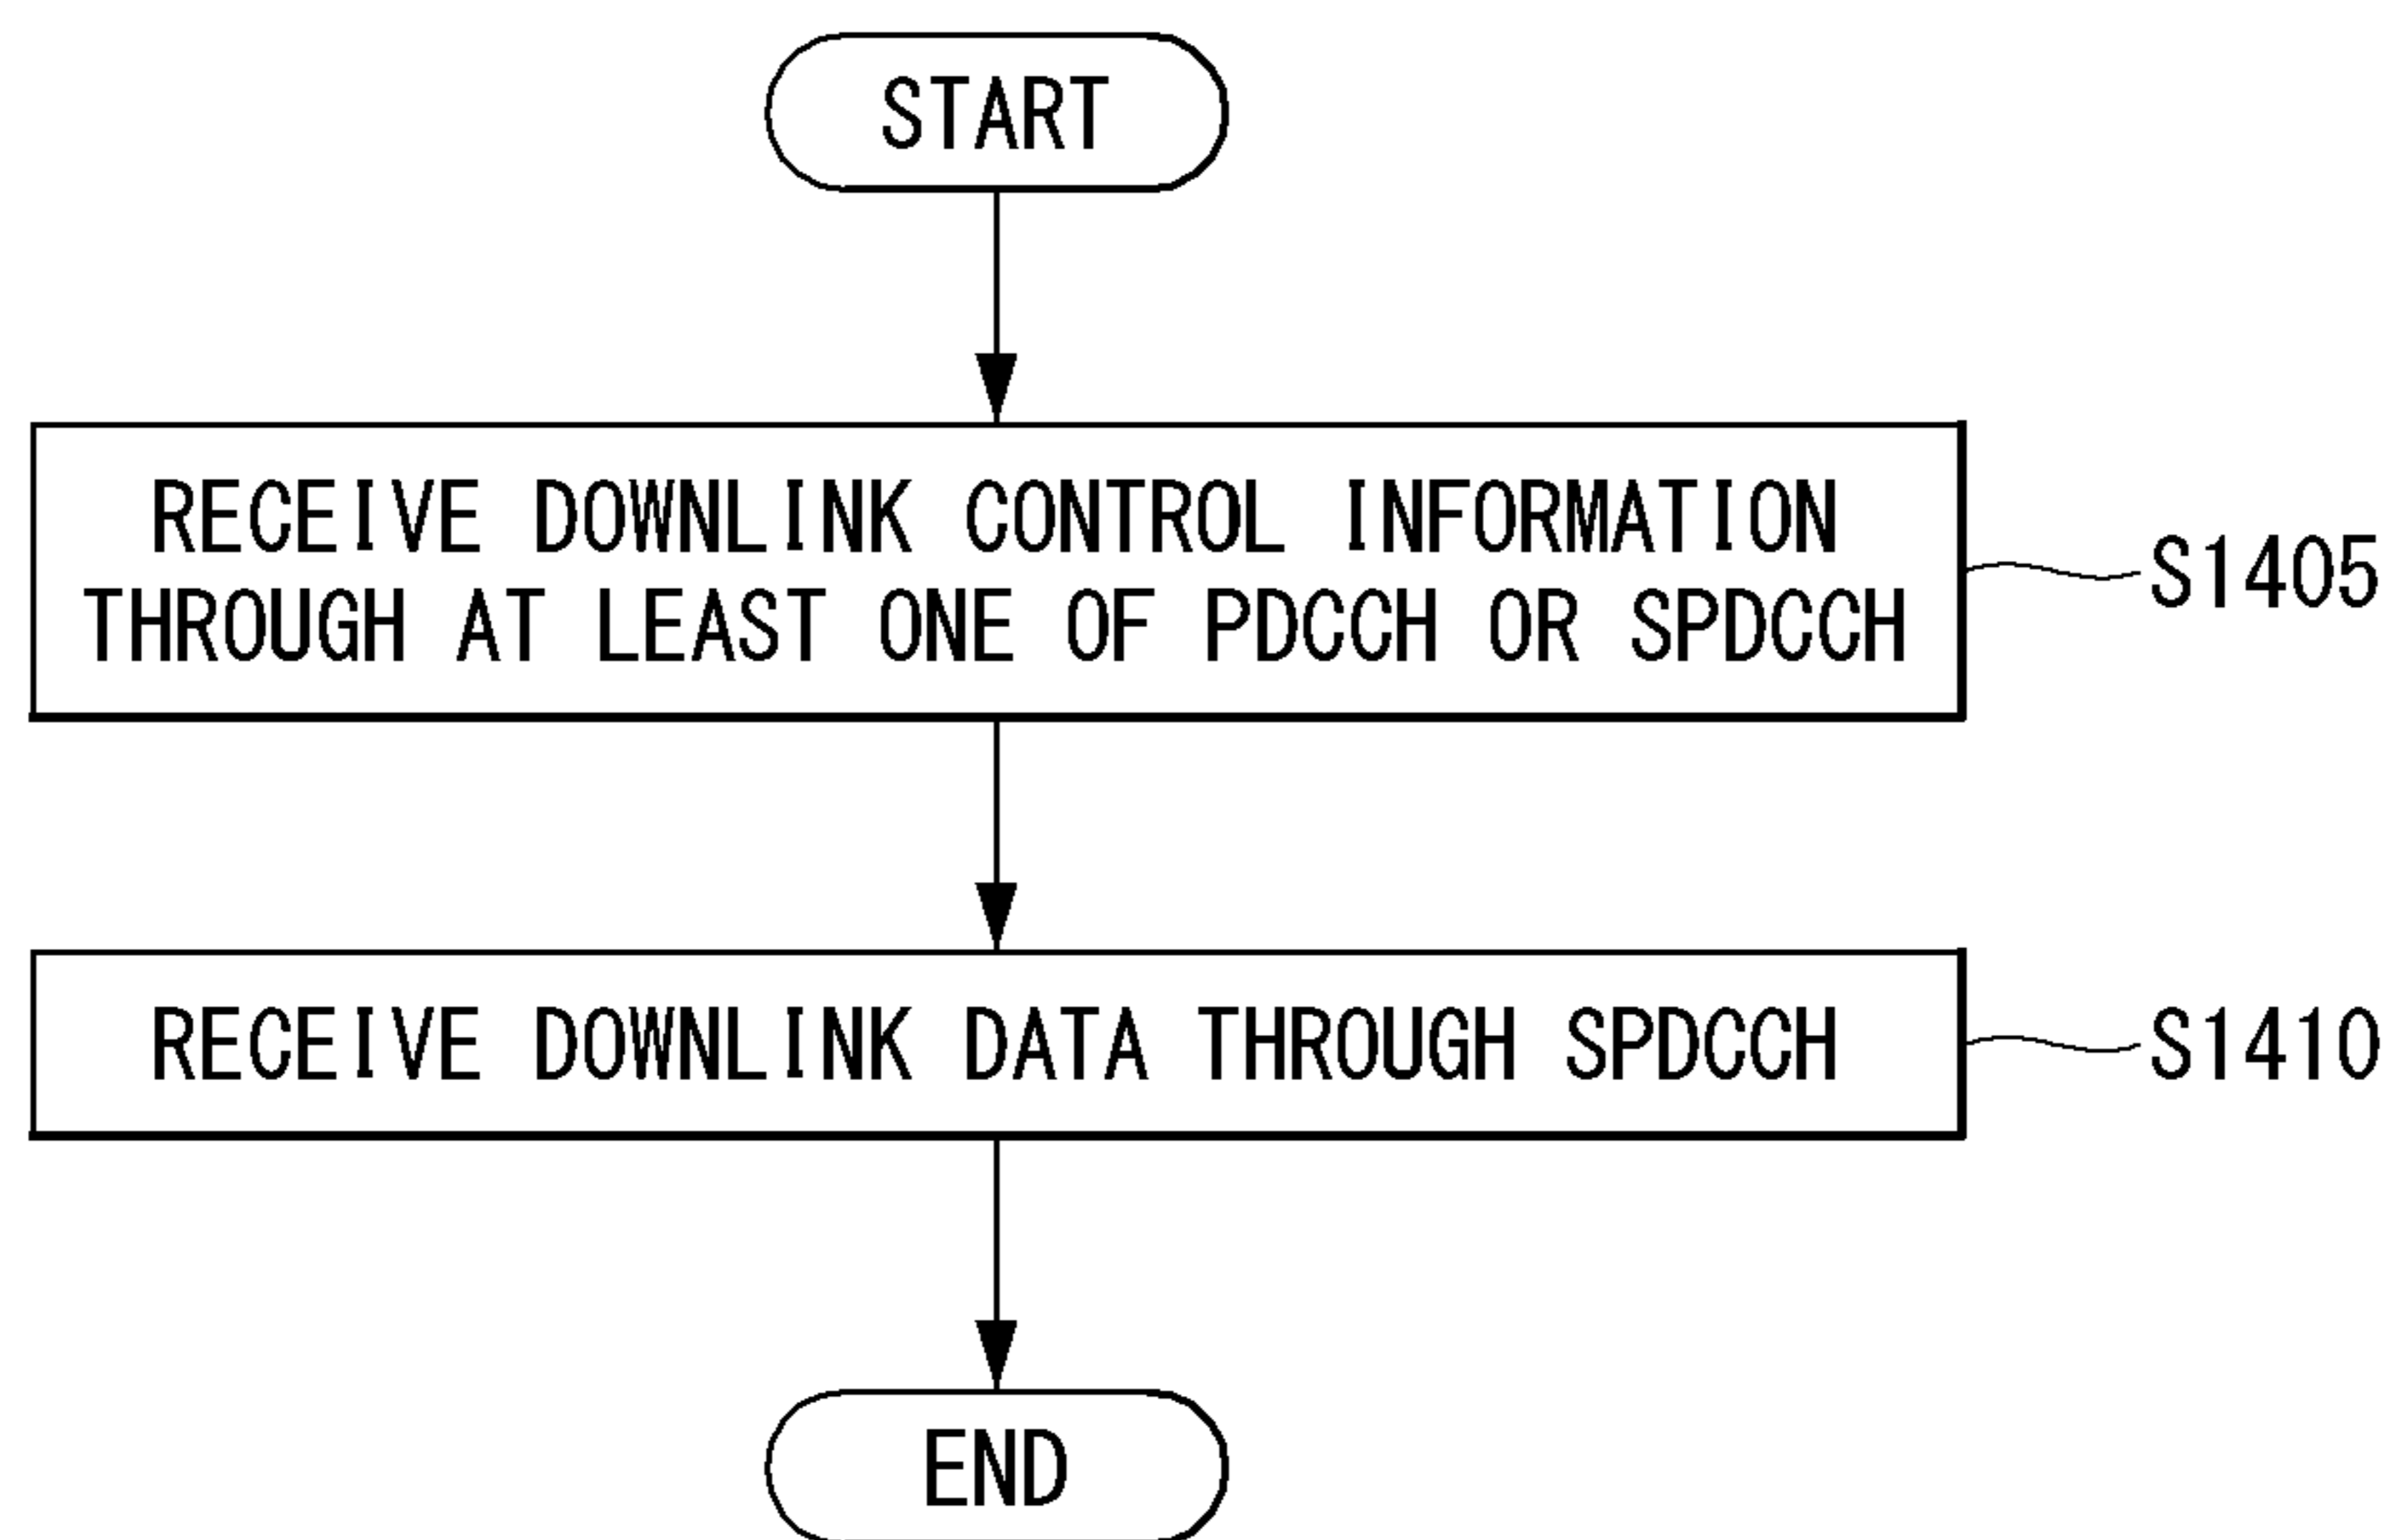 START
RECEIVE DOWNLINK CONTROL INFORMATION
THROUGH AT LEAST ONE OF PDCCH OR SPDCCH
S1405
RECEIVE DOWNLINK DATA THROUGH SPDCCH
S1410
END